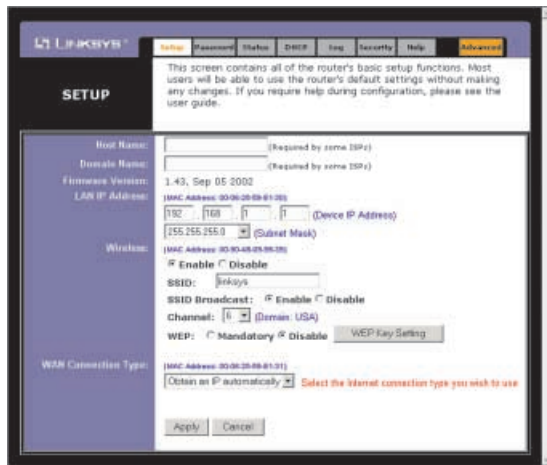 LINKSYS®
Setup Password Status DHCP Log Security Help Advanced
SETUP
This screen contains all of the router's basic setup functions. Most
users will be able to use the router's default settings without making
any changes. If you require help during configuration, please see the
user guide.
Host Name: (Required by some ISPs)
Domain Name: (Required by some ISPs)
Firmware Version: 1.43, Sep 05 2002
LAN IP Address: (MAC Address:
192 . 168 . 1 . 1 (Device IP Address)
255.255.255.0 (Subnet Mask)
Wireless: (MAC Address:
Enable Disable
SSID: linksys
SSID Broadcast: Enable Disable
Channel: 6 (Domain: USA)
WEP: Mandatory Disable WEP Key Setting
WAN Connection Type: (MAC Address:
Obtain an IP automatically Select the Internet connection type you wish to use
Apply Cancel